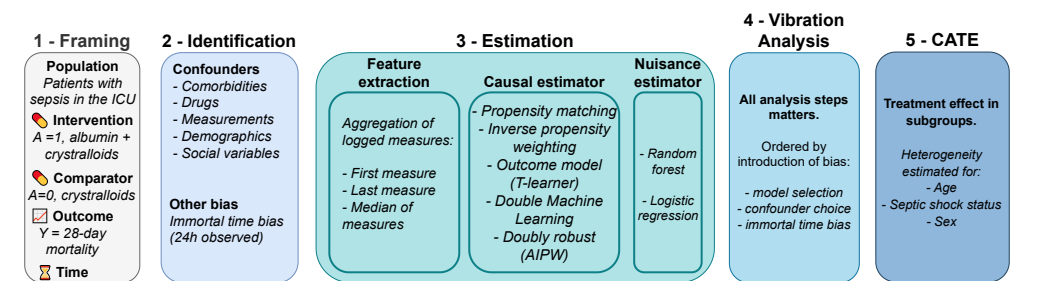 1 - Framing
Population
Patients with
sepsis in the ICU
Intervention
A =1, albumin +
crystralloids
Comparator
A=0, crystralloids
Outcome
Y = 28-day
mortality
Time
2 - Identification
Confounders
- Comorbidities
- Drugs
- Measurements
- Demographics
- Social variables
Other bias
Immortal time bias
(24h observed)
3 - Estimation
Feature
extraction
Aggregation of
logged measures:
- First measure
- Last measure
- Median of
measures
Causal estimator
- Propensity matching
- Inverse propensity
weighting
- Outcome model
(T-learner)
- Double Machine
Learning
- Doubly robust
(AIPW)
Nuisance
estimator
- Random
forest
- Logistic
regression
4 - Vibration
Analysis
All analysis steps
matters.
Ordered by
introduction of bias:
- model selection
- confounder choice
- immortal time bias
5 - CATE
Treatment effect in
subgroups.
Heterogeneity
estimated for:
- Age
- Septic shock status
- Sex